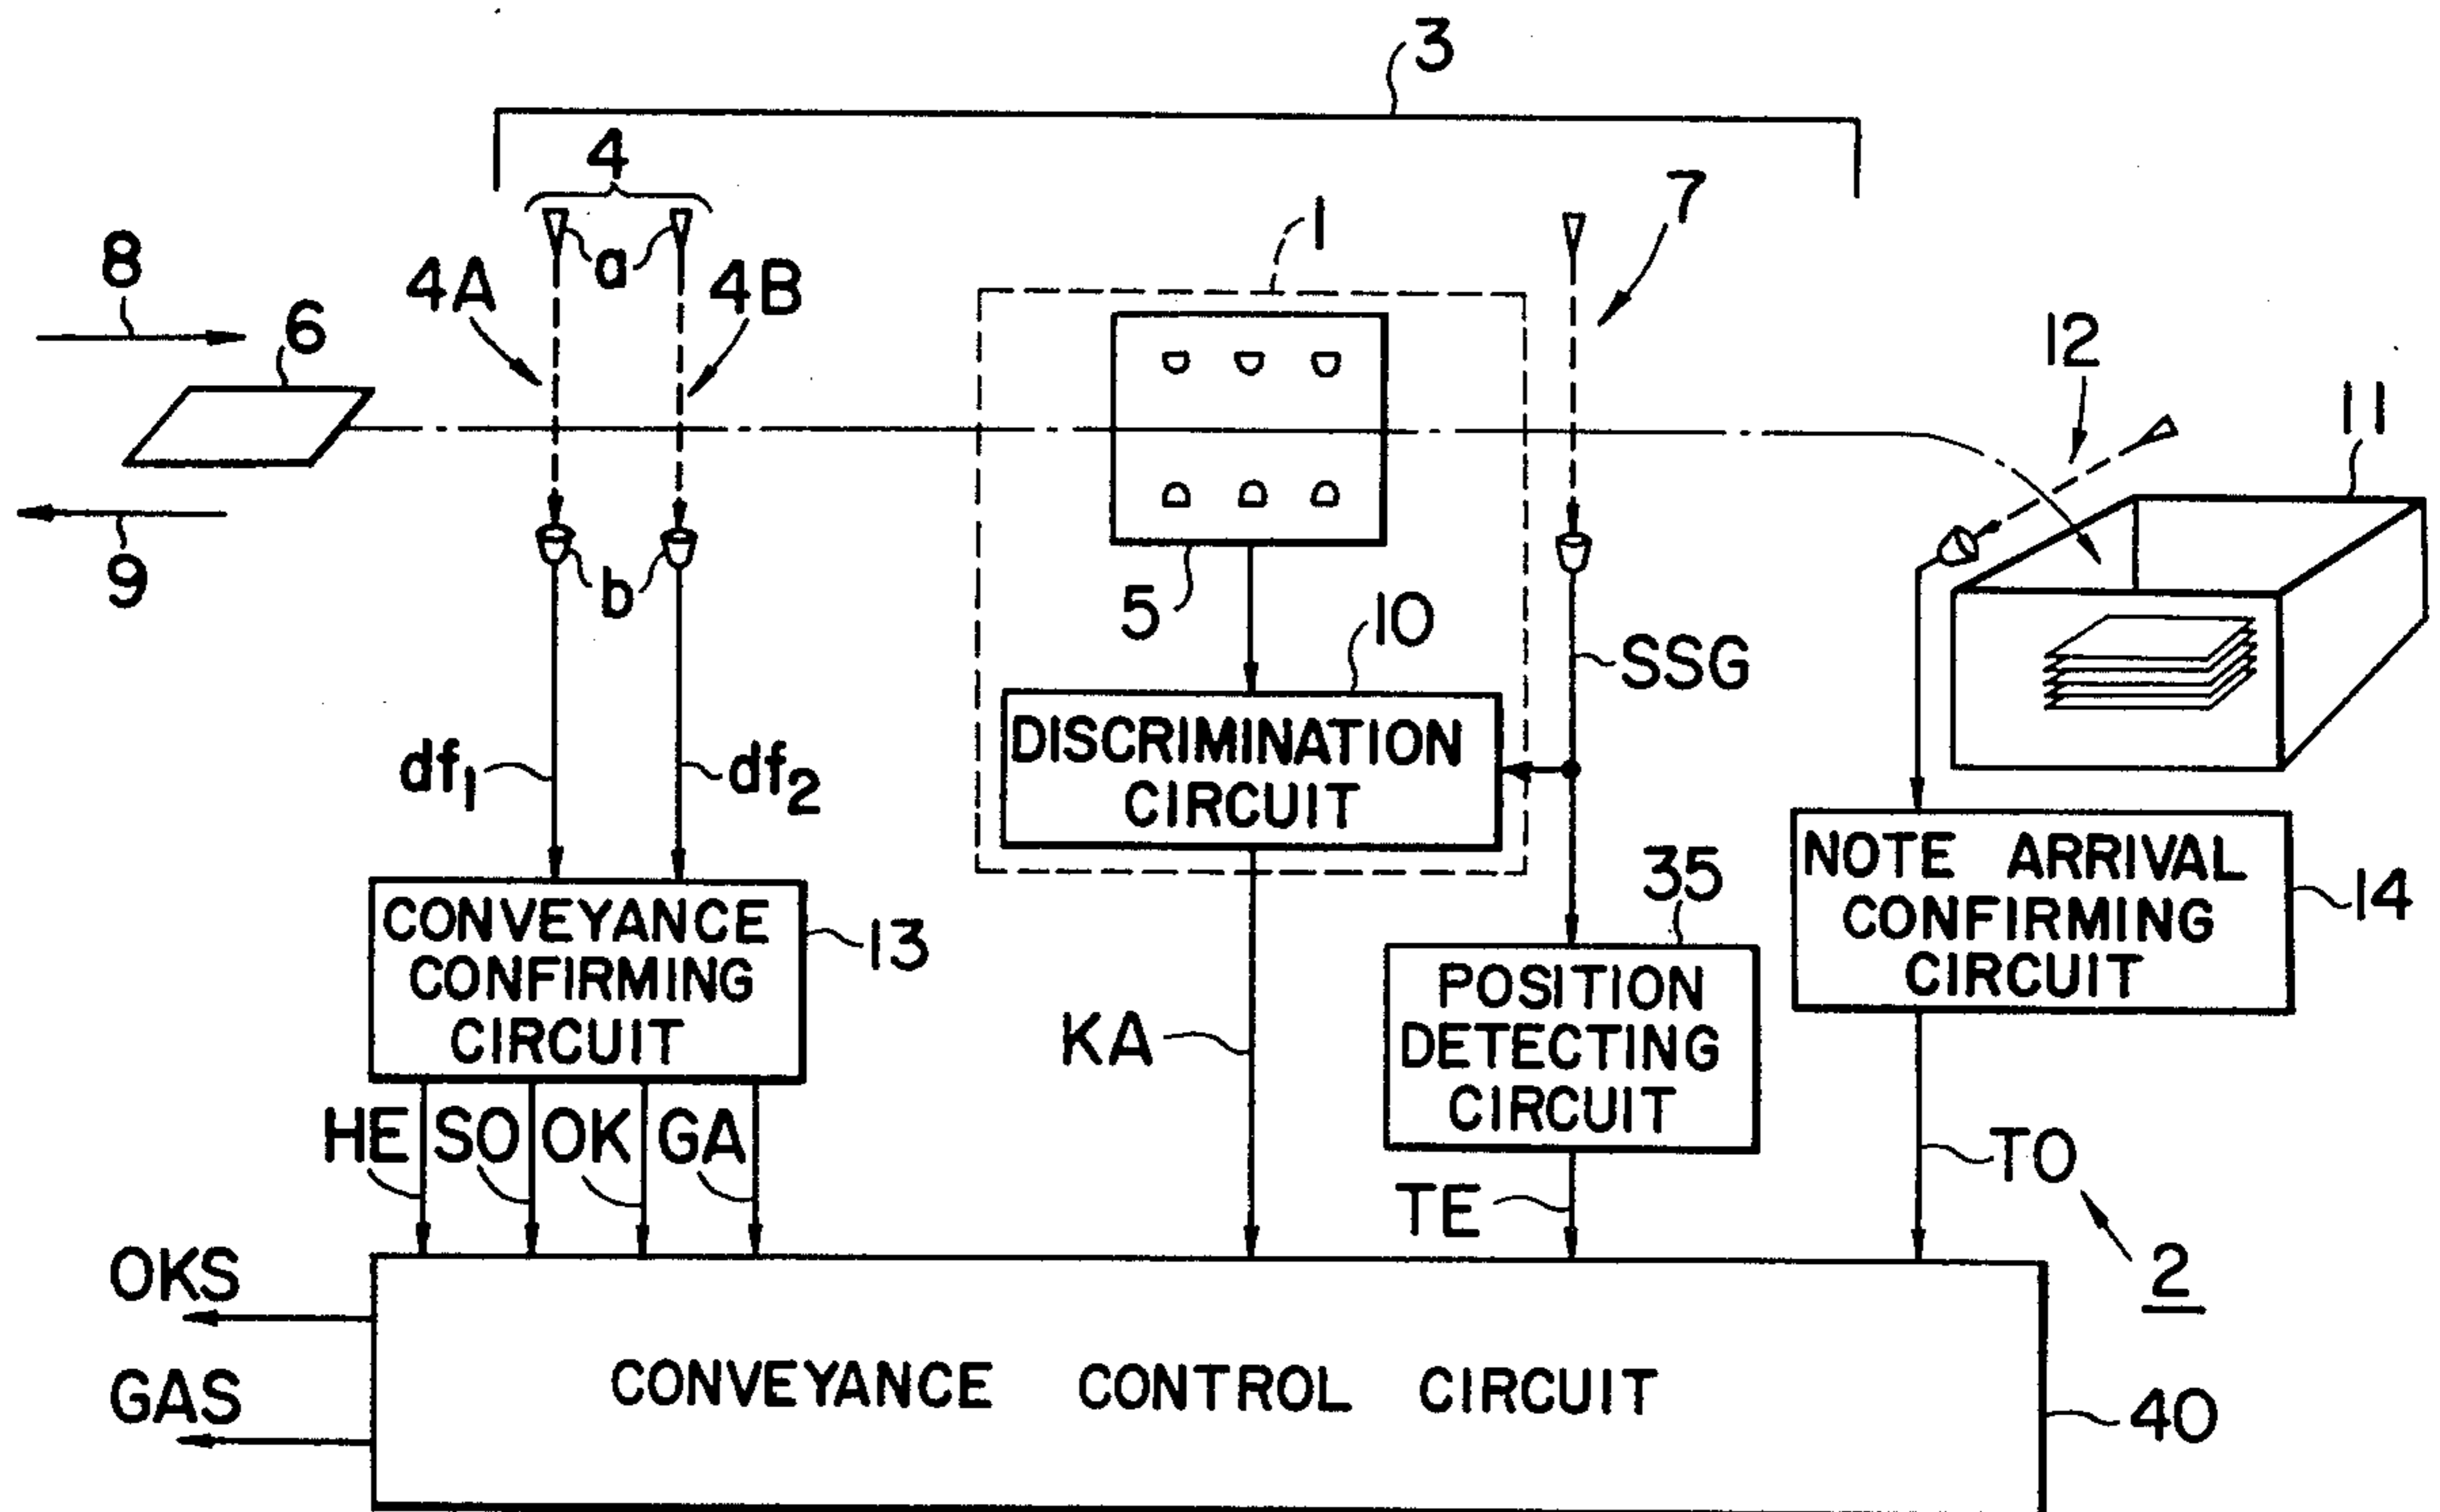 3
4
1
7
8
6
4A
a
4B
12
11
9
b
5
10
SSG
DISCRIMINATION
CIRCUIT
df1
df2
NOTE ARRIVAL
CONFIRMING
CIRCUIT
14
35
CONVEYANCE
CONFIRMING
CIRCUIT
13
POSITION
DETECTING
CIRCUIT
KA
HE SO OK GA
TE
TO
2
OKS
GAS
CONVEYANCE CONTROL CIRCUIT
40